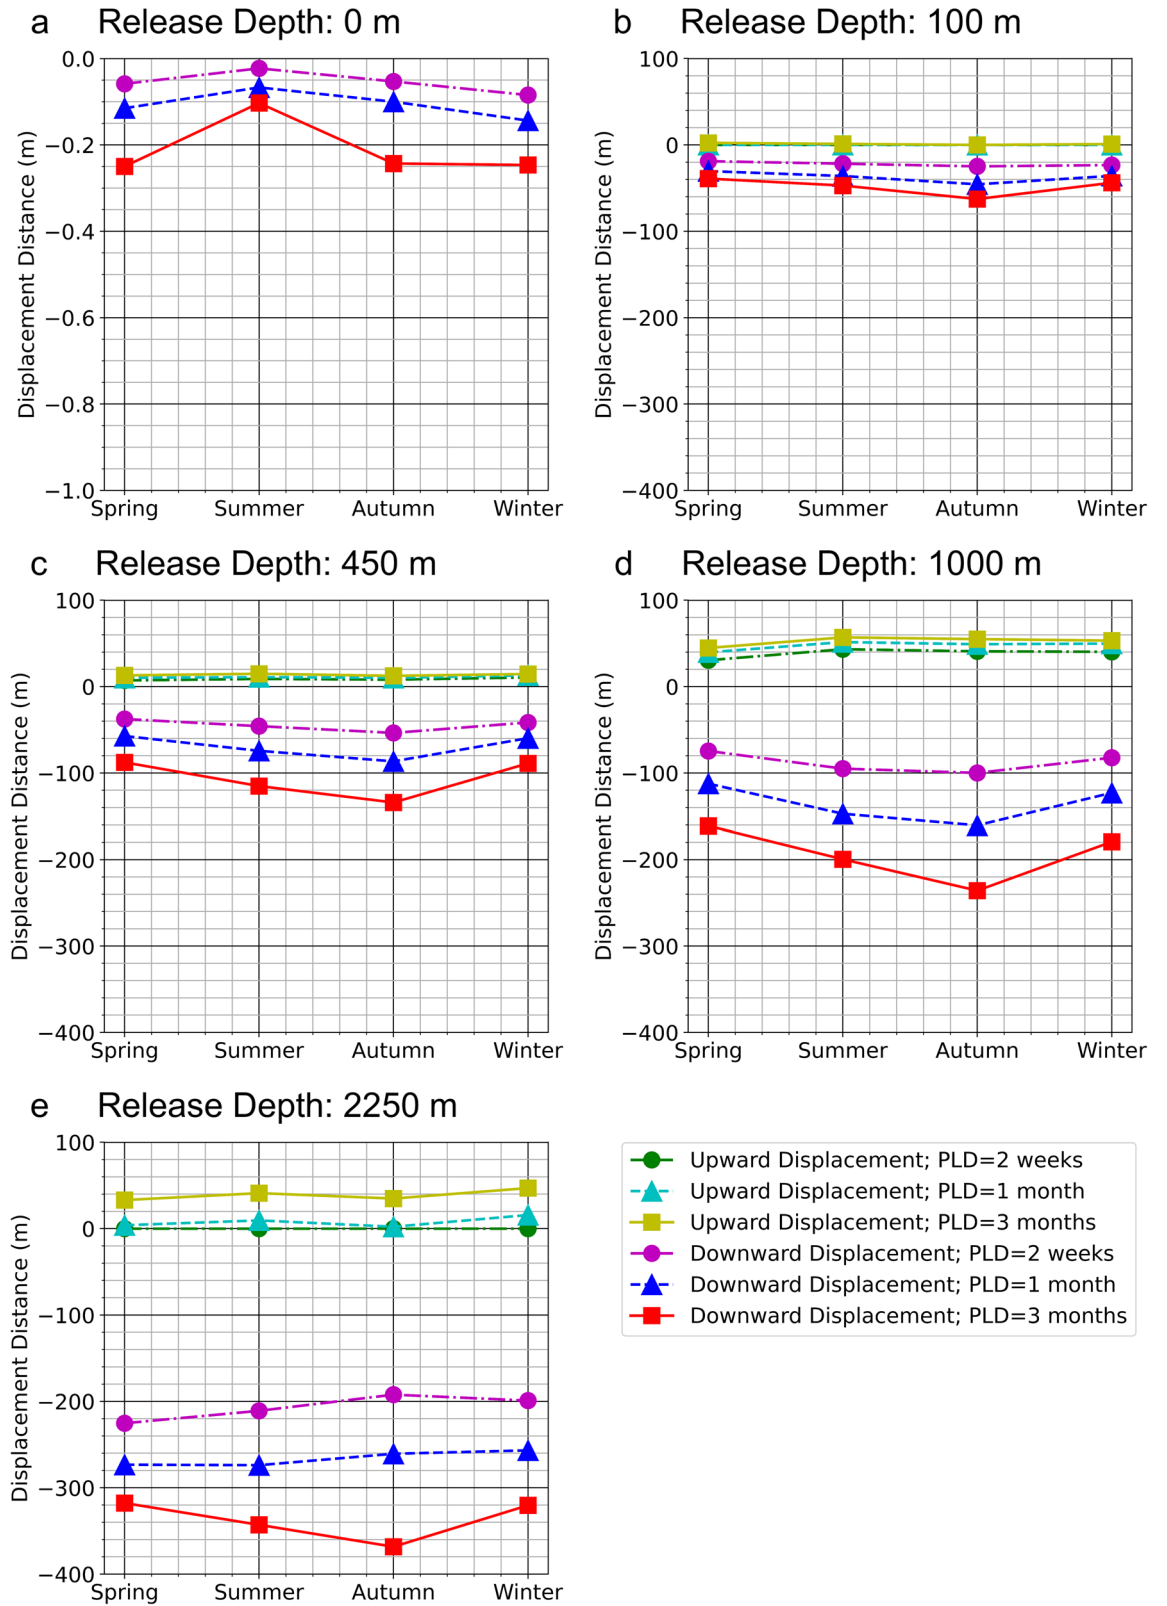 a Release Depth: 0 m
0.0
−0.2
−0.4
−0.6
−0.8
−1.0
Displacement Distance (m)
Spring Summer Autumn Winter
b Release Depth: 100 m
100
0
−100
−200
−300
−400
Displacement Distance (m)
Spring Summer Autumn Winter
c Release Depth: 450 m
100
0
−100
−200
−300
−400
Displacement Distance (m)
Spring Summer Autumn Winter
d Release Depth: 1000 m
100
0
−100
−200
−300
−400
Displacement Distance (m)
Spring Summer Autumn Winter
e Release Depth: 2250 m
100
0
−100
−200
−300
−400
Displacement Distance (m)
Spring Summer Autumn Winter
Upward Displacement; PLD=2 weeks
Upward Displacement; PLD=1 month
Upward Displacement; PLD=3 months
Downward Displacement; PLD=2 weeks
Downward Displacement; PLD=1 month
Downward Displacement; PLD=3 months